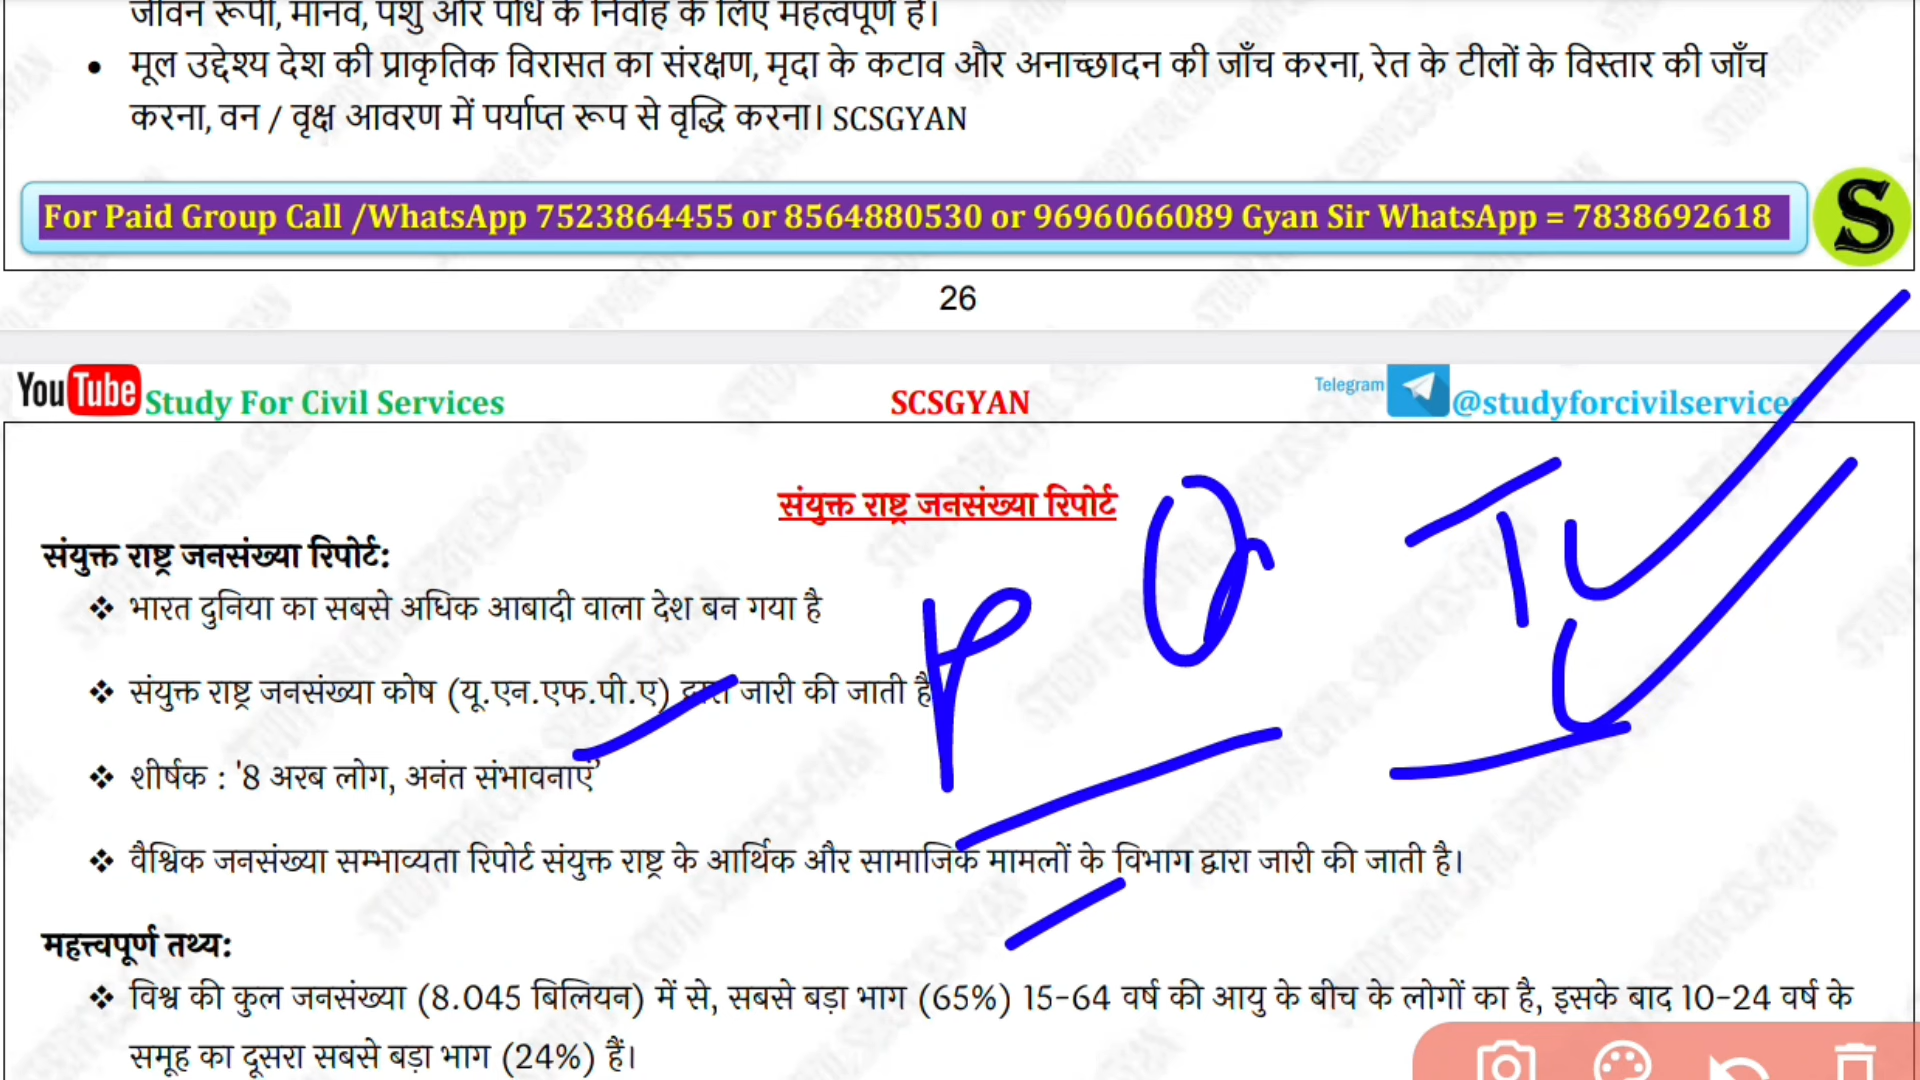 जीवन रूपी, मानव, पशु और पौधे के निर्वाह के लिए महत्वपूर्ण है।
• मूल उद्देश्य देश की प्राकृतिक विरासत का संरक्षण, मृदा के कटाव और अनाच्छादन की जाँच करना, रेत के टीलों के विस्तार की जाँच
करना, वन / वृक्ष आवरण में पर्याप्त रूप से वृद्धि करना। SCSGYAN
For Paid Group Call /WhatsApp 7523864455 or 8564880530 or 9696066089 Gyan Sir WhatsApp = 7838692618
S
26
YouTube Study For Civil Services SCSGYAN Telegram @studyforcivilservices
संयुक्त राष्ट्र जनसंख्या रिपोर्ट
संयुक्त राष्ट्र जनसंख्या रिपोर्ट:
❖ भारत दुनिया का सबसे अधिक आबादी वाला देश बन गया है
❖ संयुक्त राष्ट्र जनसंख्या कोष (यू.एन.एफ.पी.ए) द्वारा जारी की जाती है
❖ शीर्षक : '8 अरब लोग, अनंत संभावनाएं'
❖ वैश्विक जनसंख्या सम्भाव्यता रिपोर्ट संयुक्त राष्ट्र के आर्थिक और सामाजिक मामलों के विभाग द्वारा जारी की जाती है।
महत्त्वपूर्ण तथ्य:
❖ विश्व की कुल जनसंख्या (8.045 बिलियन) में से, सबसे बड़ा भाग (65%) 15-64 वर्ष की आयु के बीच के लोगों का है, इसके बाद 10-24 वर्ष के
समूह का दूसरा सबसे बड़ा भाग (24%) हैं।